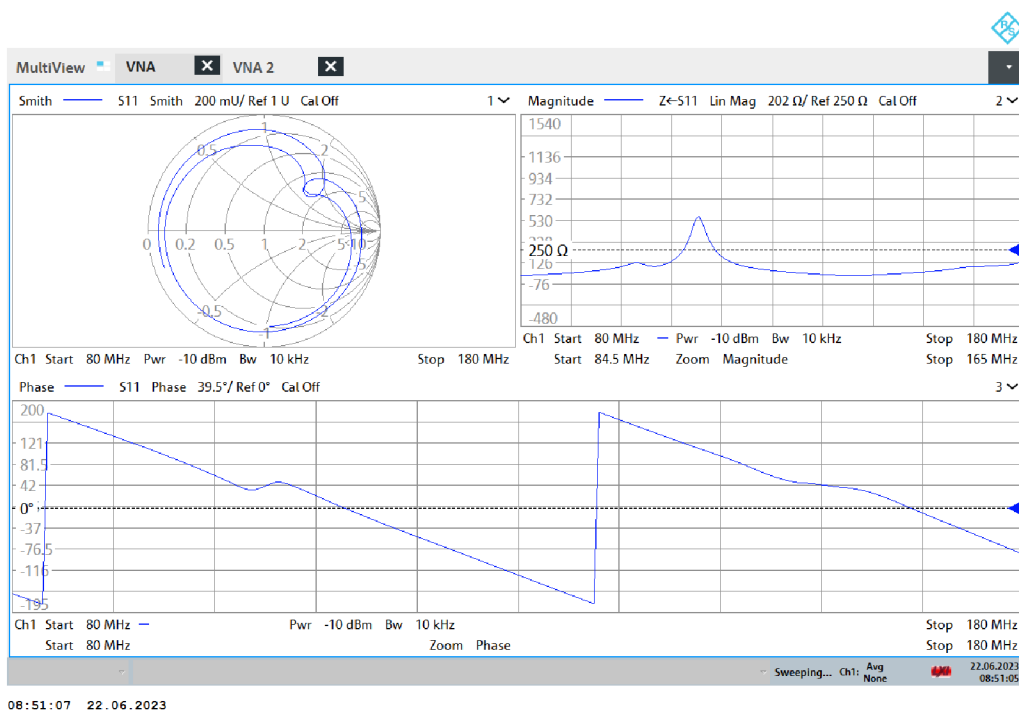 R&S
MultiView VNA VNA 2
Smith S11 Smith 200 mU/ Ref 1 U Cal Off 1
1
0.5 2
5
0 0.2 0.5 1 2 5 10
-5
-0.5 -2
-1
Ch1 Start 80 MHz Pwr -10 dBm Bw 10 kHz Stop 180 MHz
Magnitude Z←S11 Lin Mag 202 Ω/ Ref 250 Ω Cal Off 2
1540
1136
934
732
530
250 Ω
126
-76
-480
Ch1 Start 80 MHz Pwr -10 dBm Bw 10 kHz Stop 180 MHz
Start 84.5 MHz Zoom Magnitude Stop 165 MHz
Phase S11 Phase 39.5°/ Ref 0° Cal Off 3
200
121
81.5
42
0°
-37
-76.5
-116
-195
Ch1 Start 80 MHz Pwr -10 dBm Bw 10 kHz Stop 180 MHz
Start 80 MHz Zoom Phase Stop 180 MHz
Sweeping... Ch1: Avg None
22.06.2023
08:51:05
08:51:07 22.06.2023